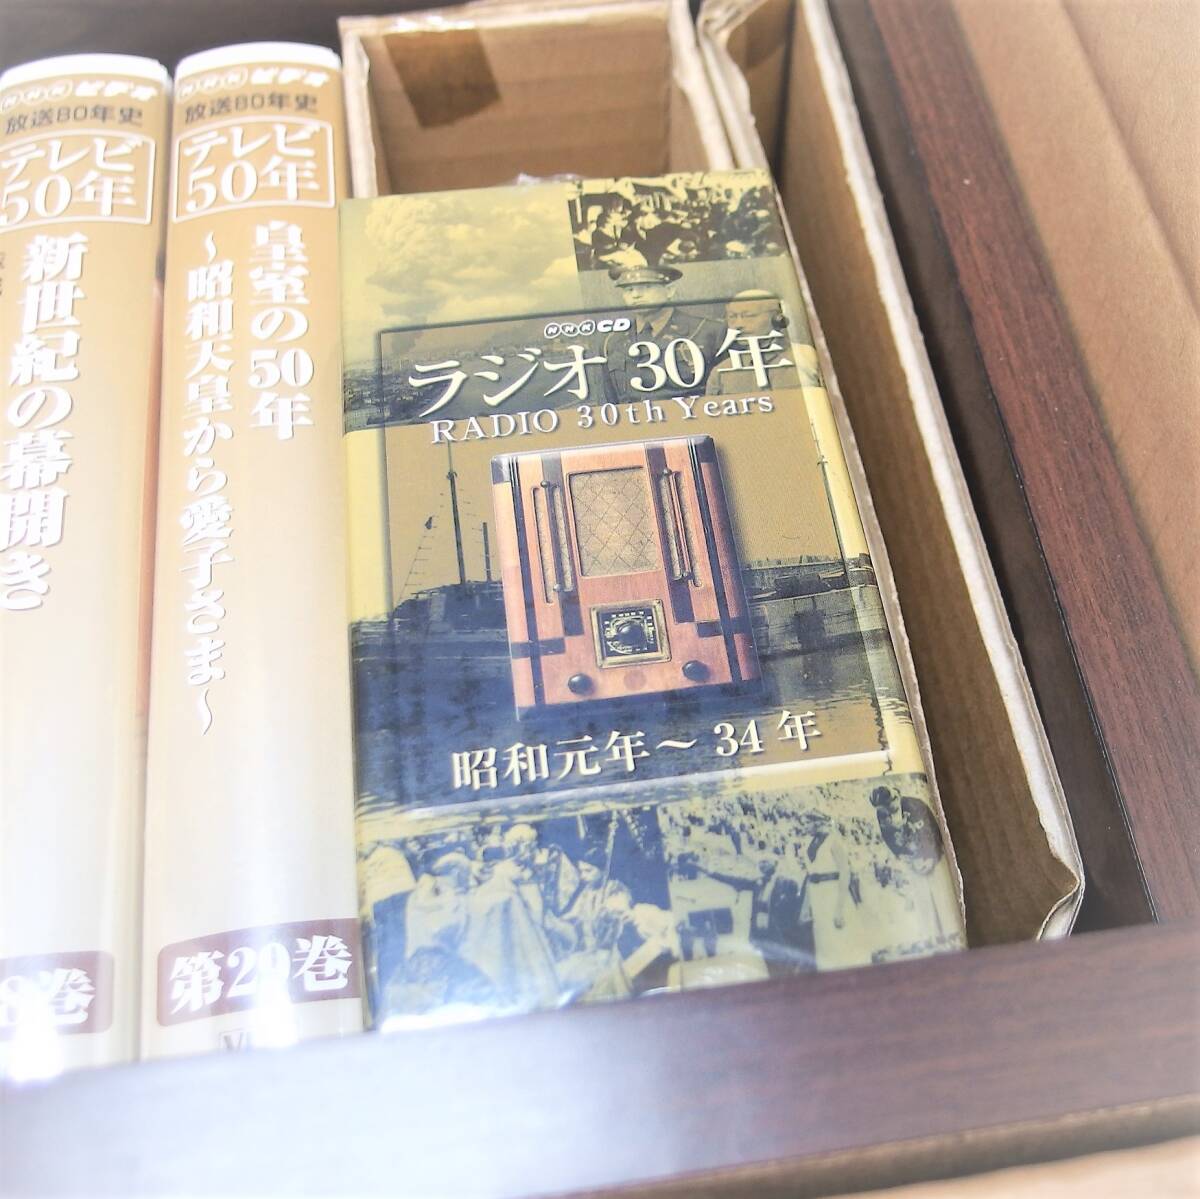 NHKビデオ
放送80年史
テレビ
50年
新世紀の幕開き
8巻
NHKビデオ
放送80年史
テレビ
50年
皇室の50年
～昭和天皇から愛子さま～
第29巻
NHKCD
ラジオ30年
RADIO 30th Years
昭和元年～34年